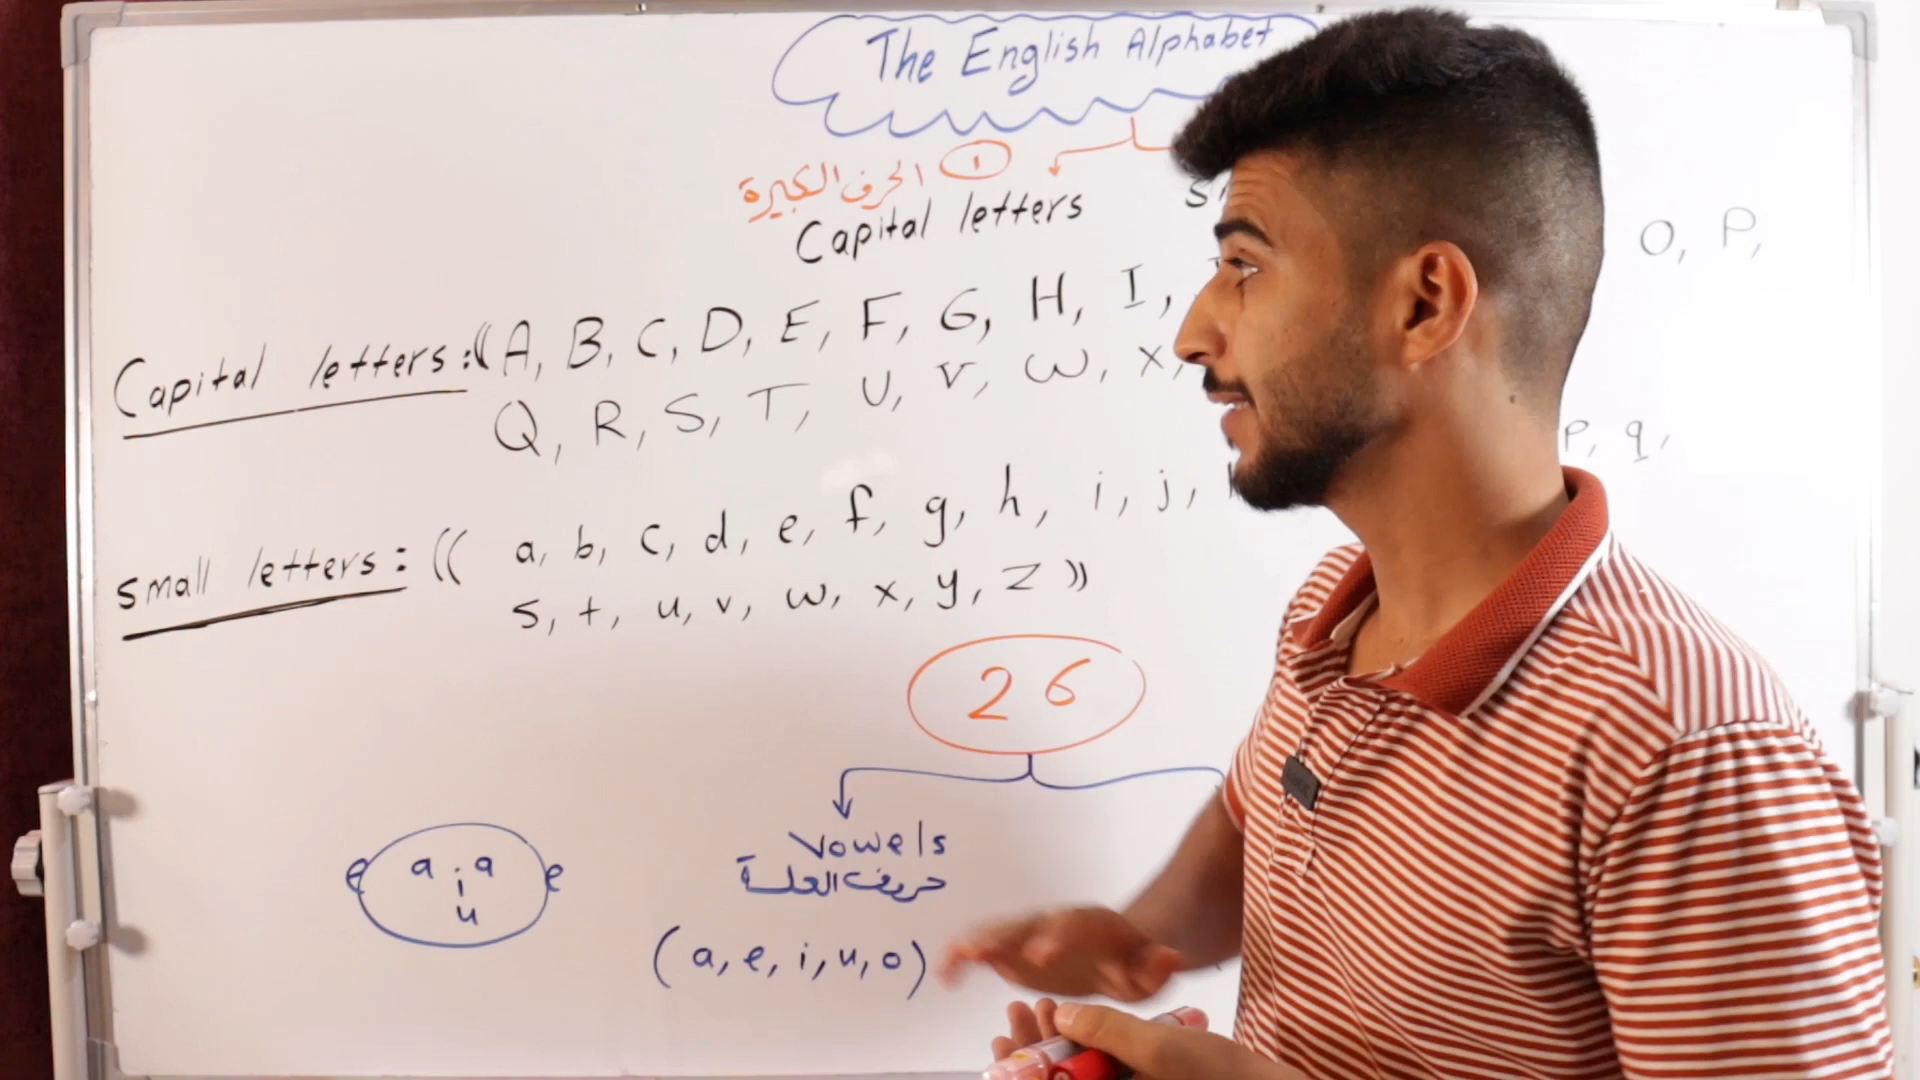 The English Alphabet
الحرف الكبيرة ١
Capital letters
Capital letters: (( A, B, C, D, E, F, G, H, I, O, P,
Q, R, S, T, U, V, W, X,
small letters: (( a, b, c, d, e, f, g, h, i, j, p, q,
s, t, u, v, w, x, y, z ))
26
Vowels
حروف العلة
(a, e, i, u, o)
e a i a e
u